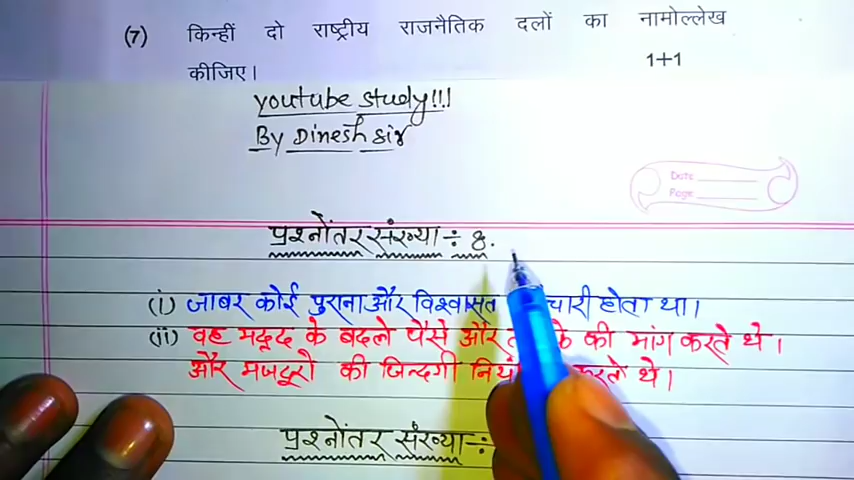 (7) किन्हीं दो राष्ट्रीय राजनैतिक दलों का नामोल्लेख
कीजिए। 1+1
youtube study!!!
By Dinesh sir
Date
Page
प्रश्नोंतर संख्या ÷ 8.
(i) जाबर कोई पुराना और विश्वासत चारी होता था।
(ii) वह मदद के बदले पैसे और की मांग करते थे।
और मजदूरो की जिन्दगी करते थे।
प्रश्नोंतर संख्या ÷